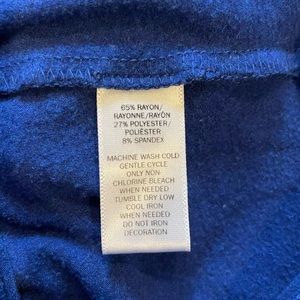 65% RAYON/
RAYONNE/RAYÓN
27% POLYESTER/
POLIÉSTER
8% SPANDEX
MACHINE WASH COLD
GENTLE CYCLE
ONLY NON-
CHLORINE BLEACH
WHEN NEEDED
TUMBLE DRY LOW
COOL IRON
WHEN NEEDED
DO NOT IRON
DECORATION